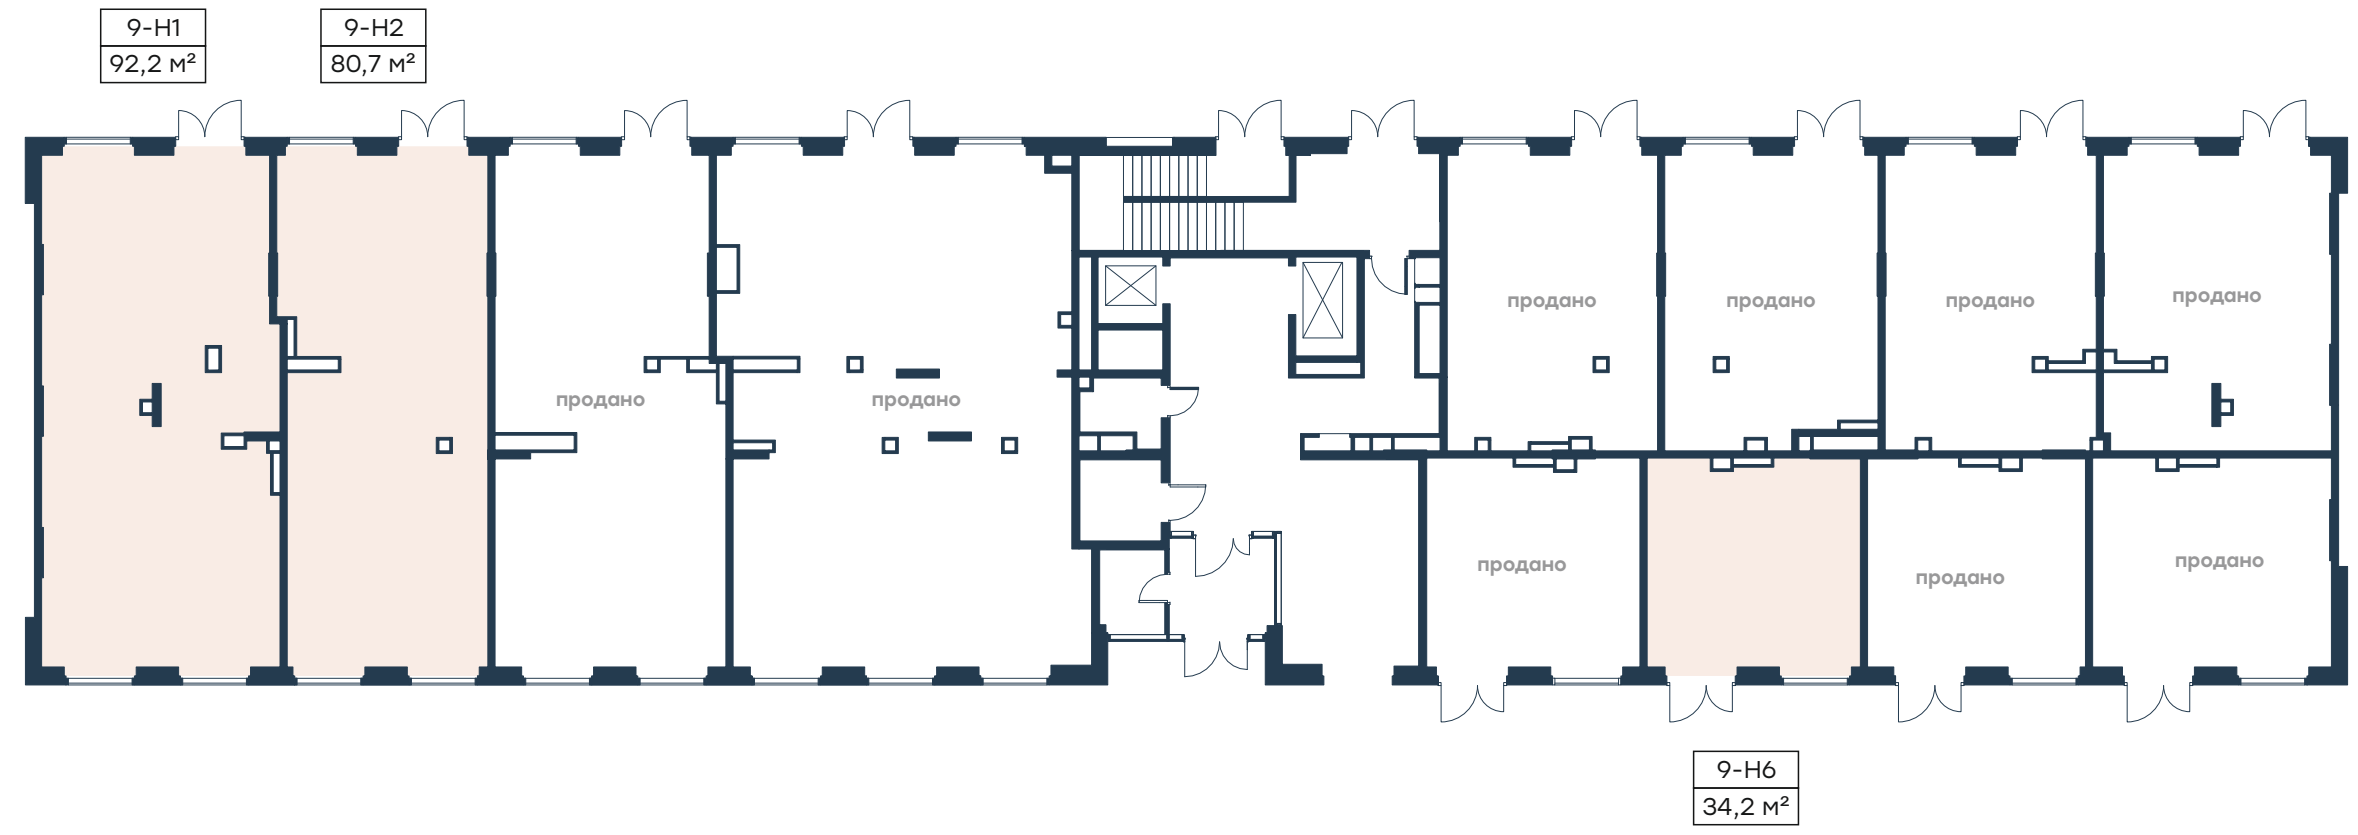 9-Н1
92,2 м²
9-Н2
80,7 м²
продано
продано
продано
продано
продано
продано
продано
продано
продано
9-Н6
34,2 м²